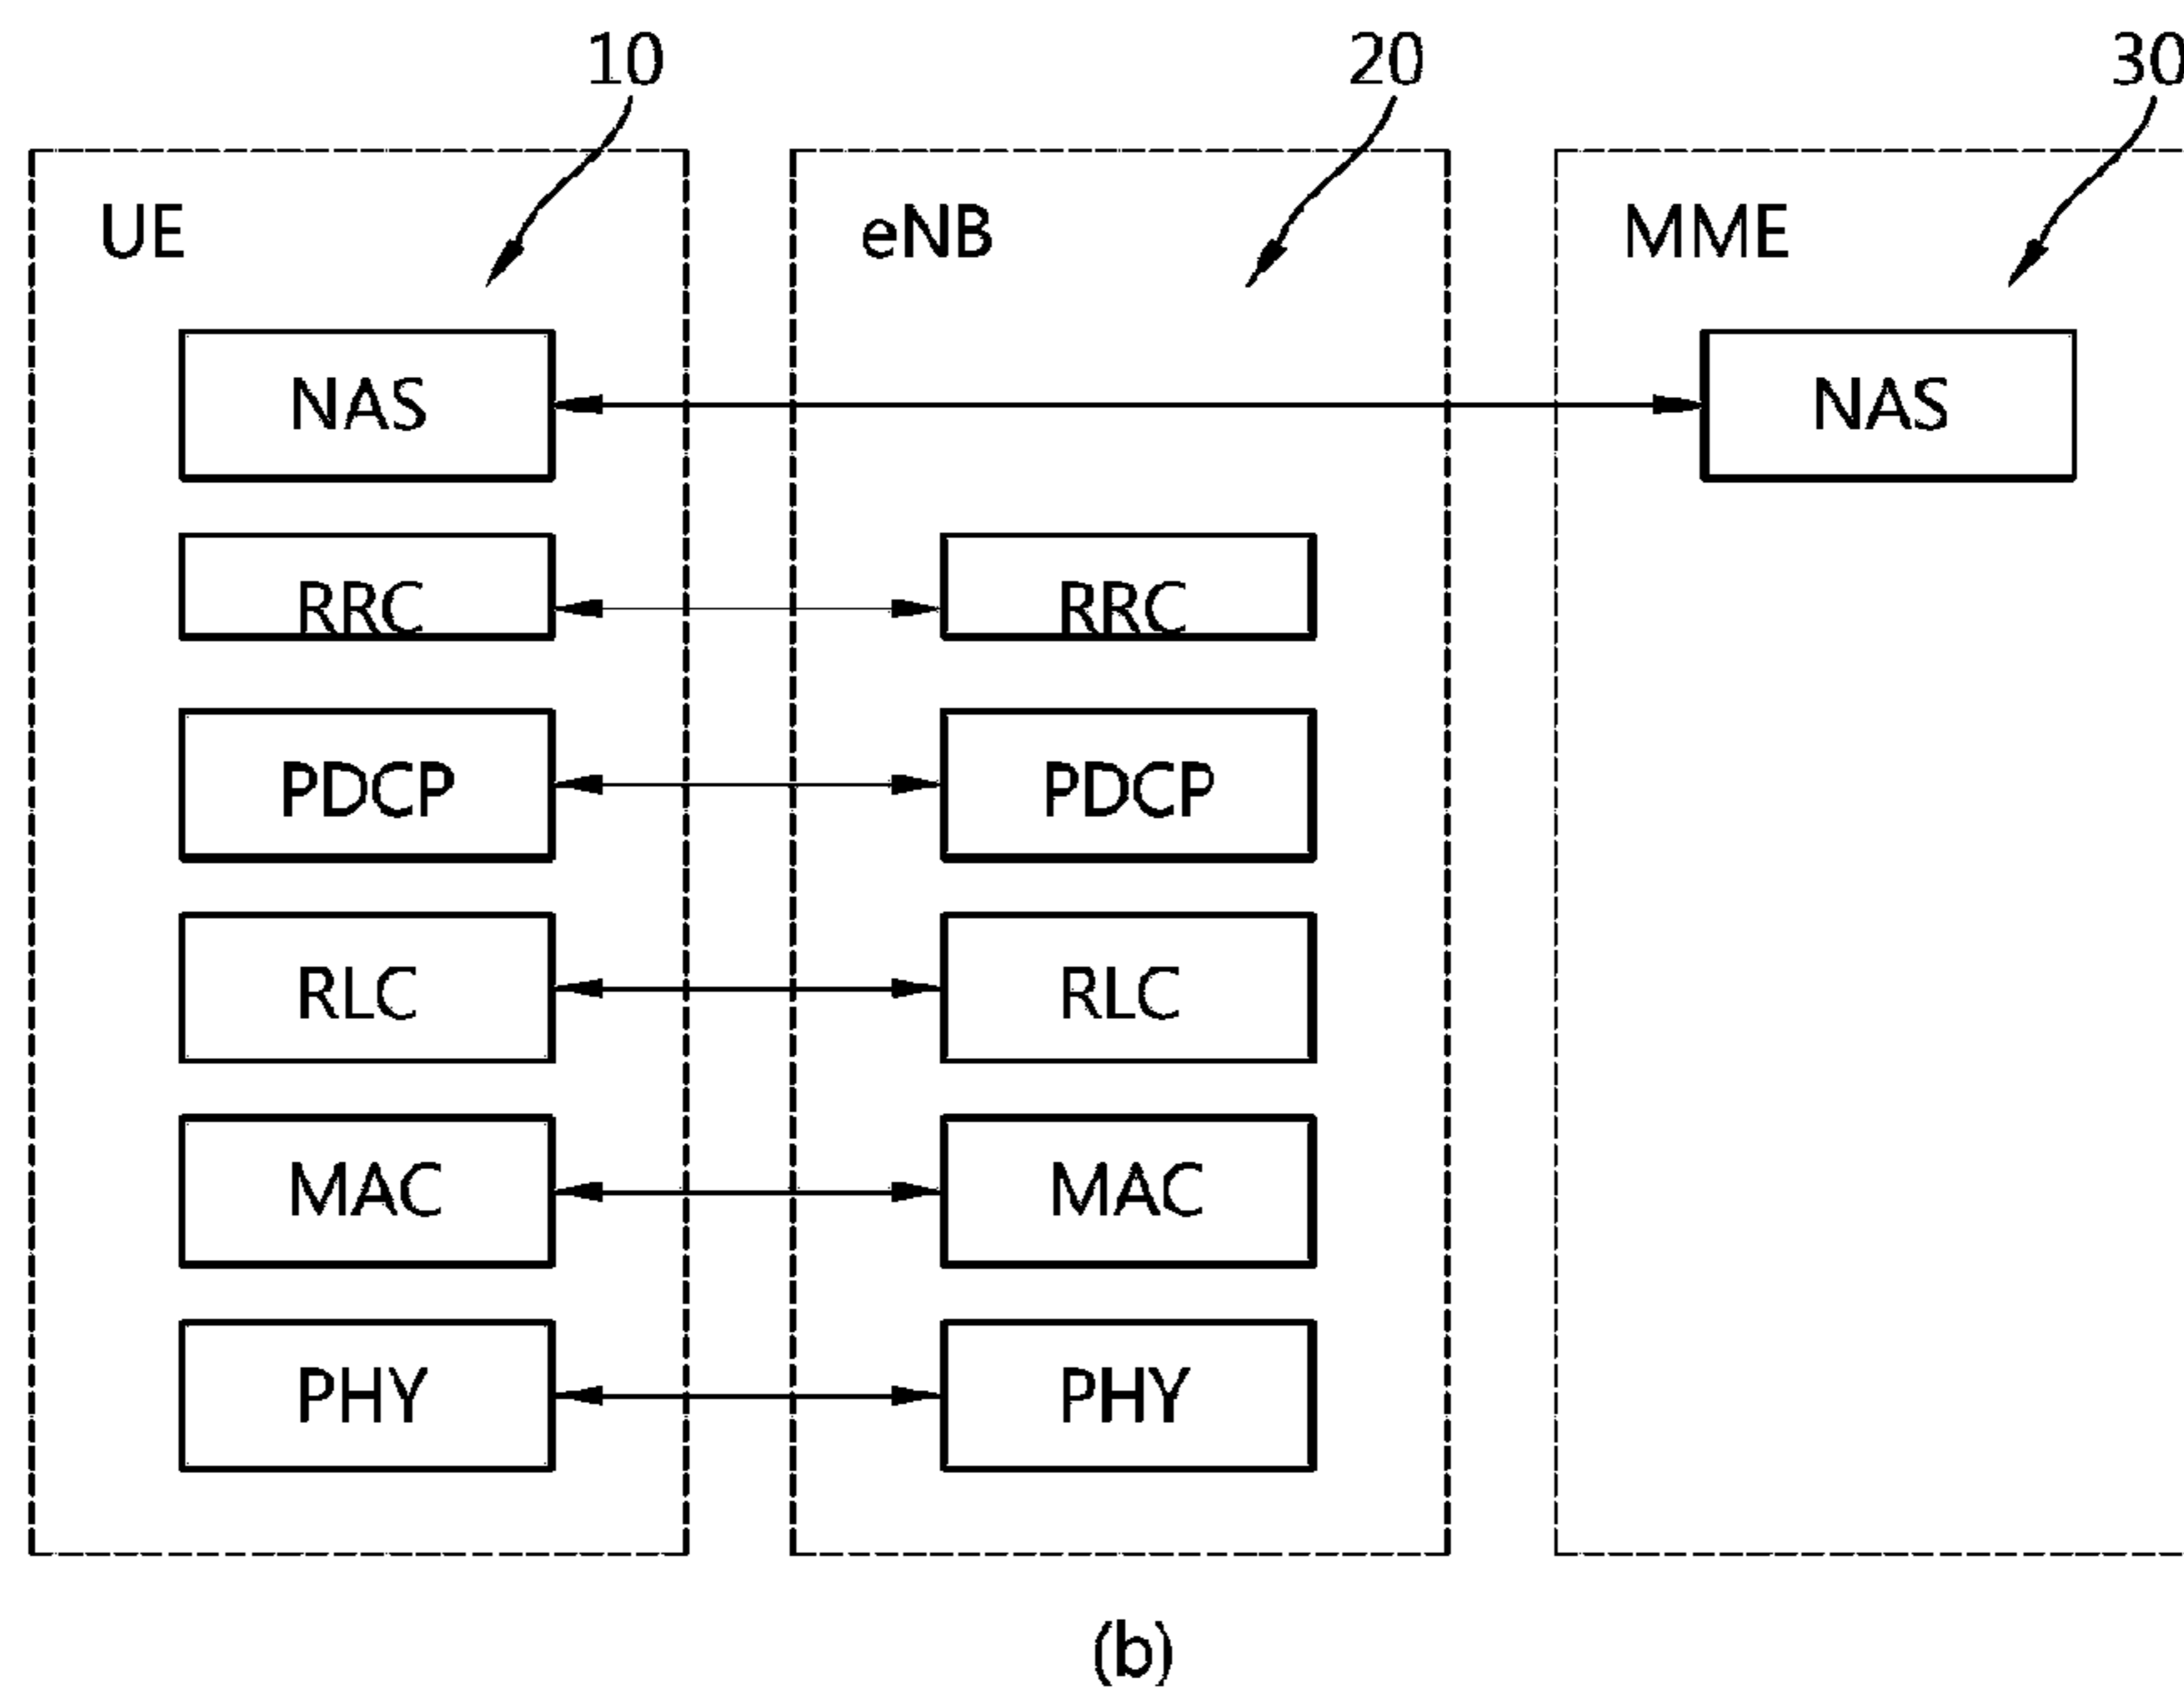 10 20 30
UE eNB MME
NAS NAS
RRC RRC
PDCP PDCP
RLC RLC
MAC MAC
PHY PHY
(b)